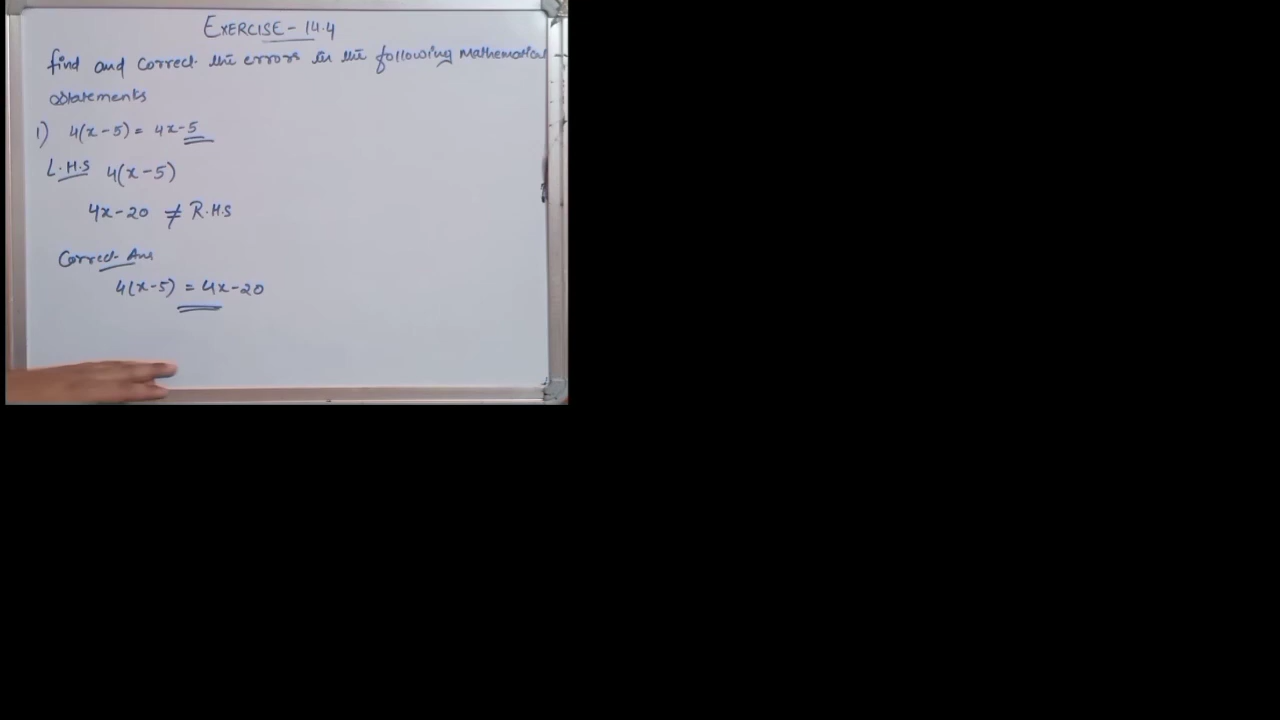 EXERCISE - 14.4
find and correct the errors in the following Mathematical
statements
1) 4(x-5) = 4x-5
L.H.S 4(x-5)
4x-20 ≠ R.H.S
Correct Ans
4(x-5) = 4x-20